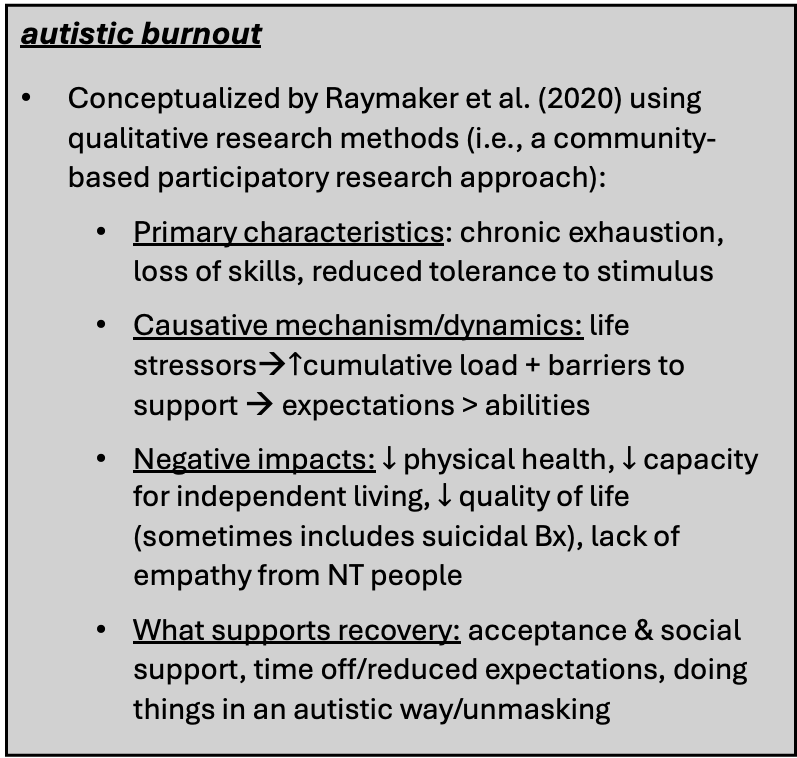 autistic burnout
• Conceptualized by Raymaker et al. (2020) using
qualitative research methods (i.e., a community-
based participatory research approach):
• Primary characteristics: chronic exhaustion,
loss of skills, reduced tolerance to stimulus
• Causative mechanism/dynamics: life
stressors→↑cumulative load + barriers to
support → expectations > abilities
• Negative impacts: ↓ physical health, ↓ capacity
for independent living, ↓ quality of life
(sometimes includes suicidal Bx), lack of
empathy from NT people
• What supports recovery: acceptance & social
support, time off/reduced expectations, doing
things in an autistic way/unmasking